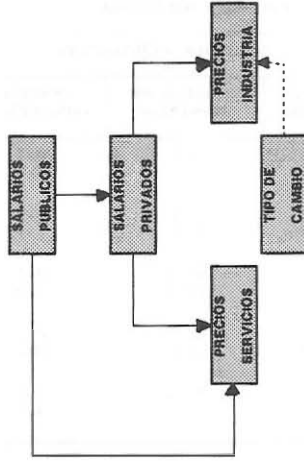 SALARIOS
PUBLICOS
SALARIOS
PRIVADOS
PRECIOS
SERVICIOS
PRECIOS
INDUSTRIA
TIPO DE
CAMBIO